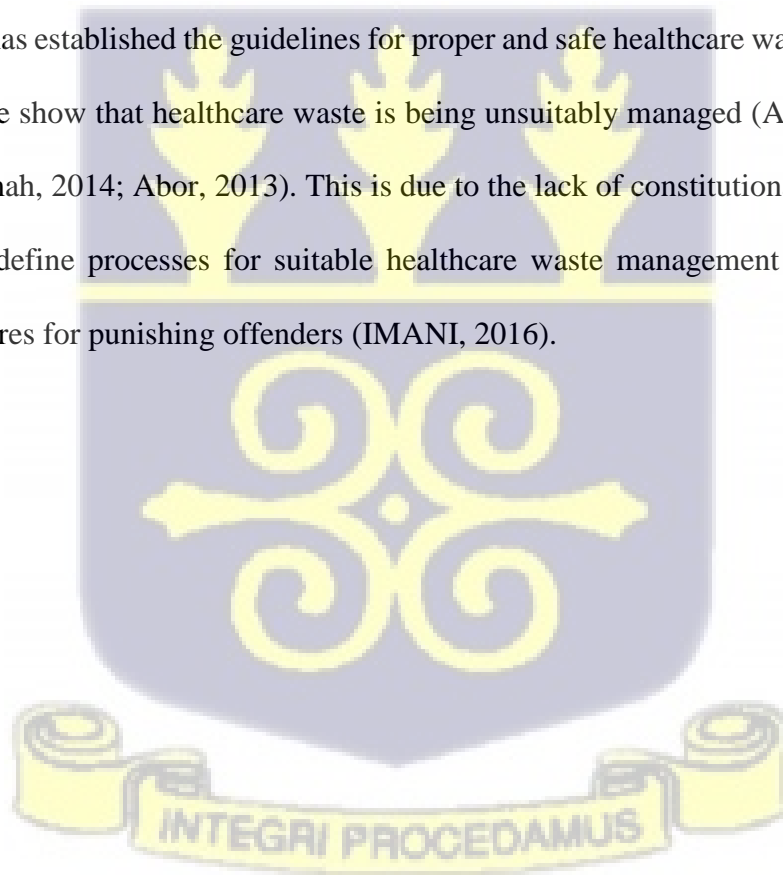 as established the guidelines for proper and safe healthcare wa
e show that healthcare waste is being unsuitably managed (A
nah, 2014; Abor, 2013). This is due to the lack of constitution
define processes for suitable healthcare waste management
res for punishing offenders (IMANI, 2016).
INTEGRI PROCEDAMUS